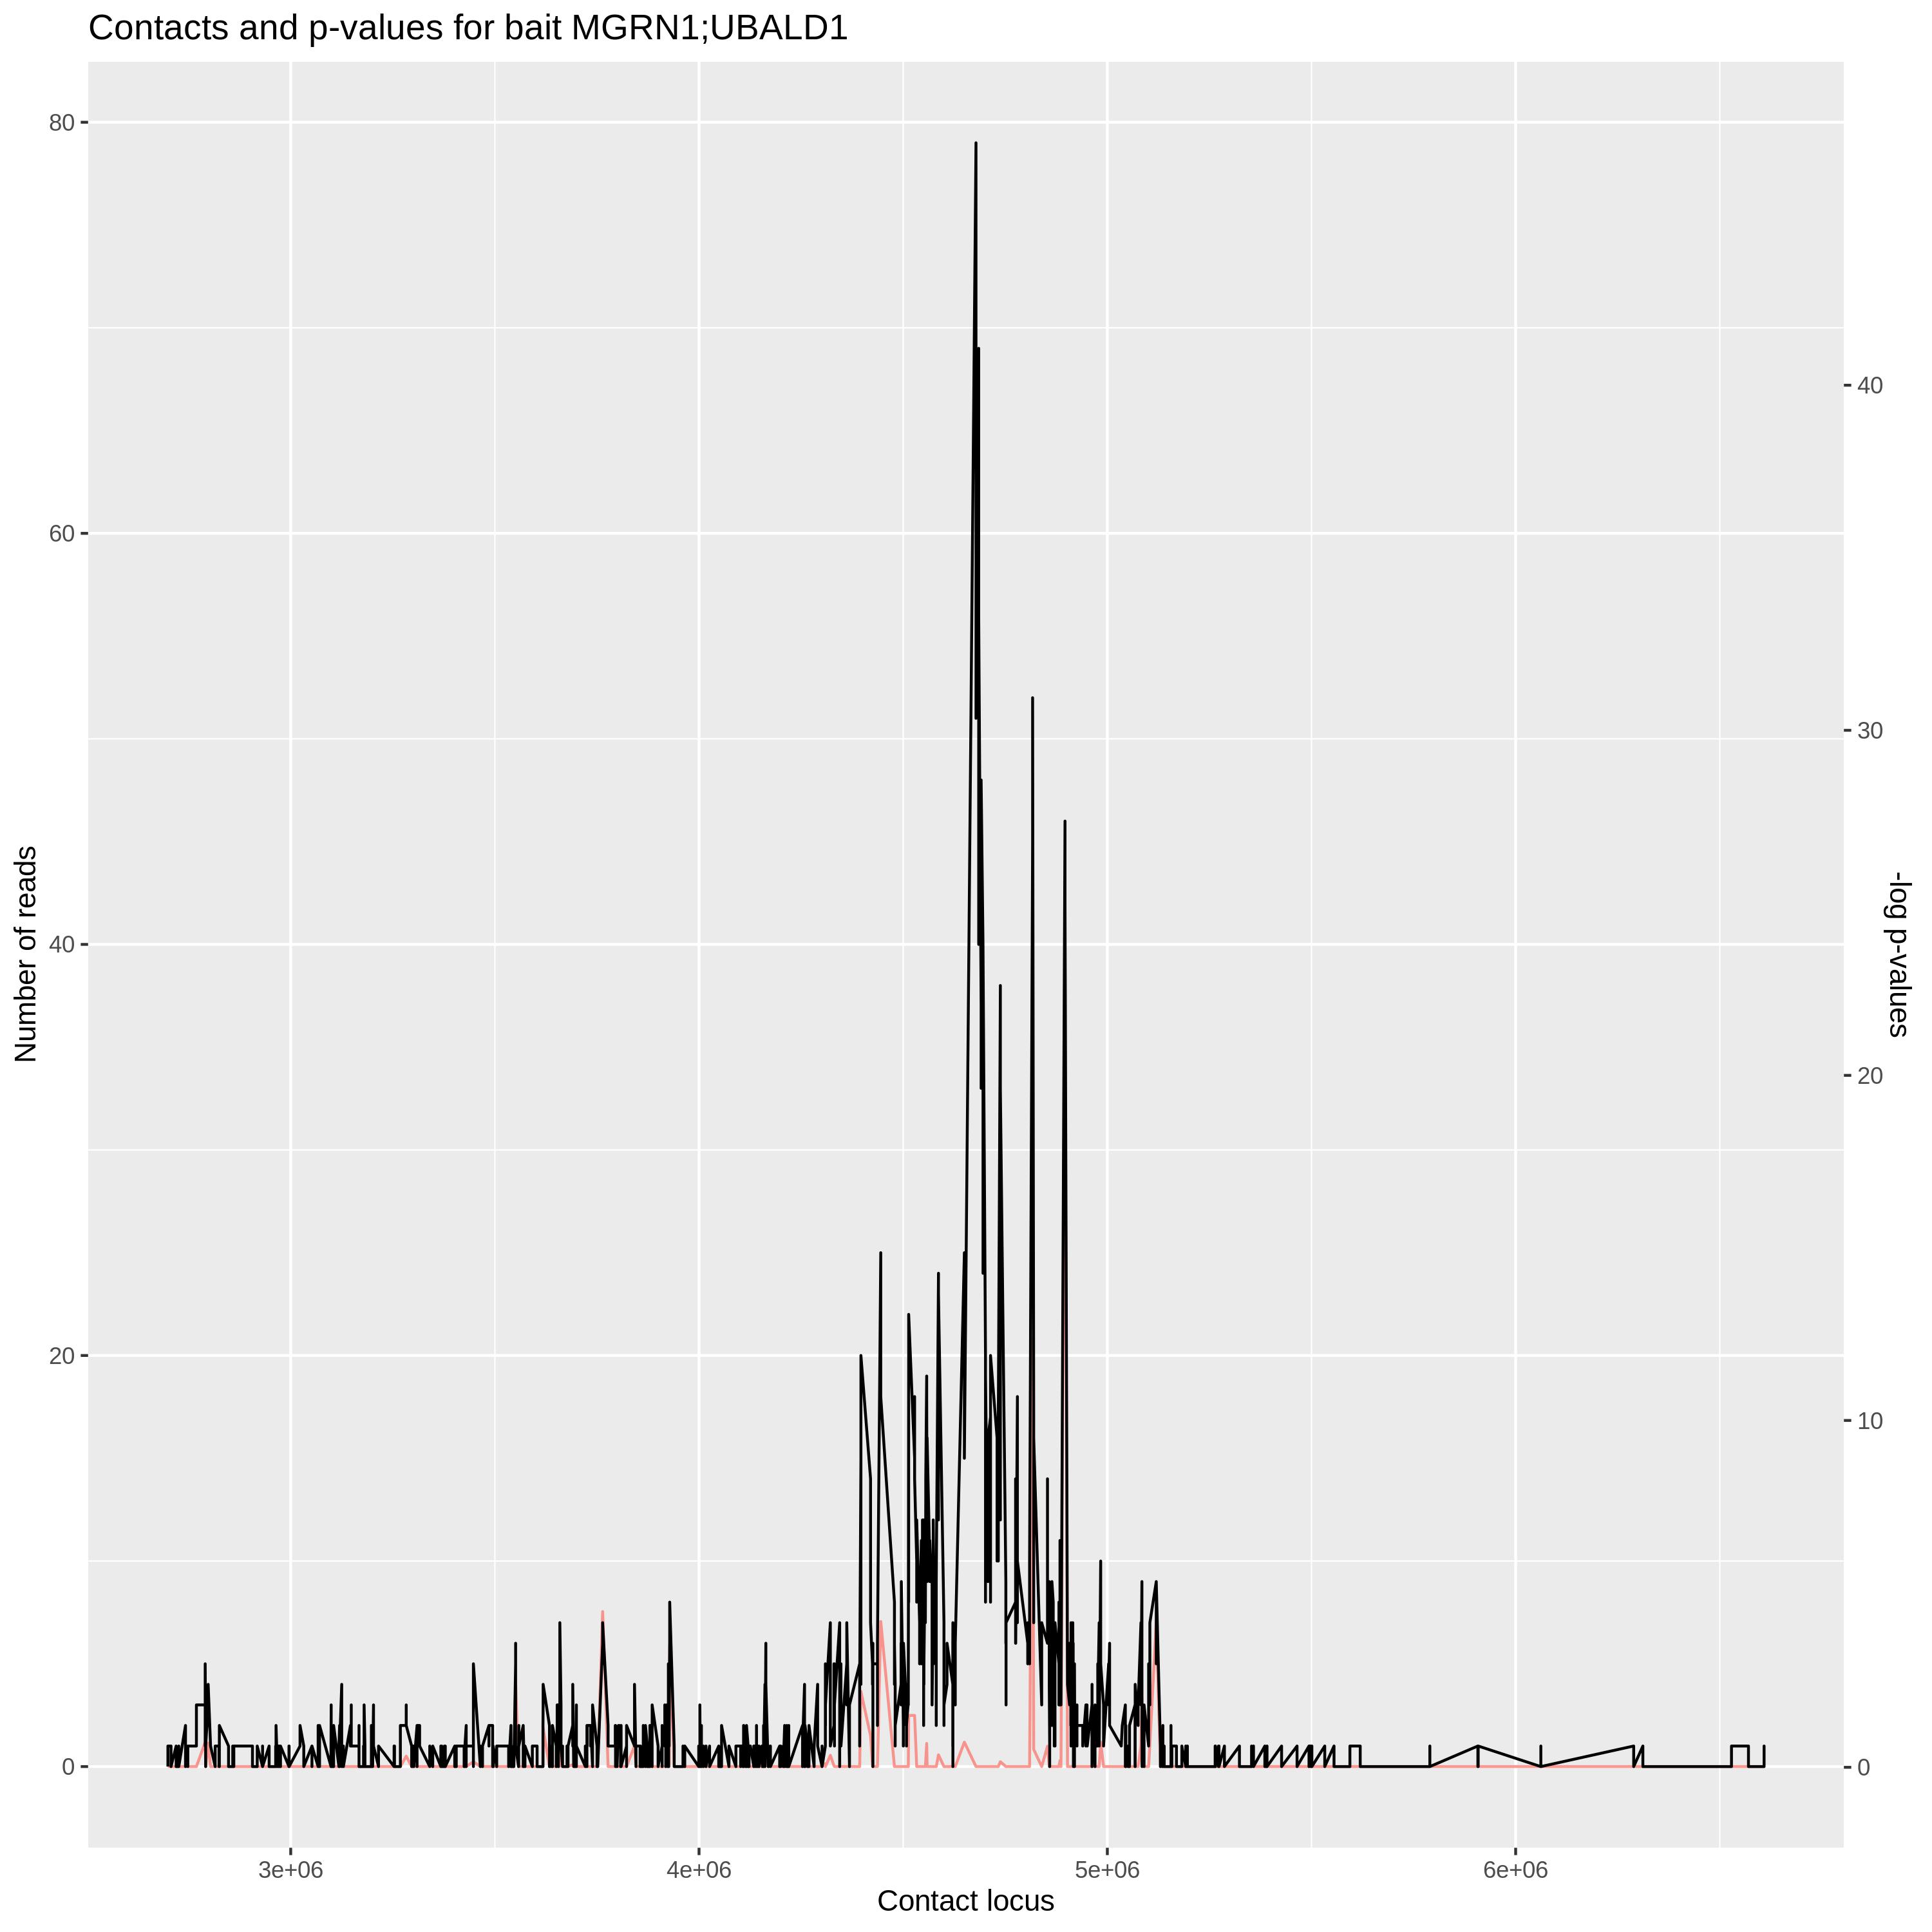 Contacts and p-values for bait MGRN1;UBALD1
80
60
40
20
0
Number of reads
40
30
20
10
0
-log p-values
3e+06 4e+06 5e+06 6e+06
Contact locus